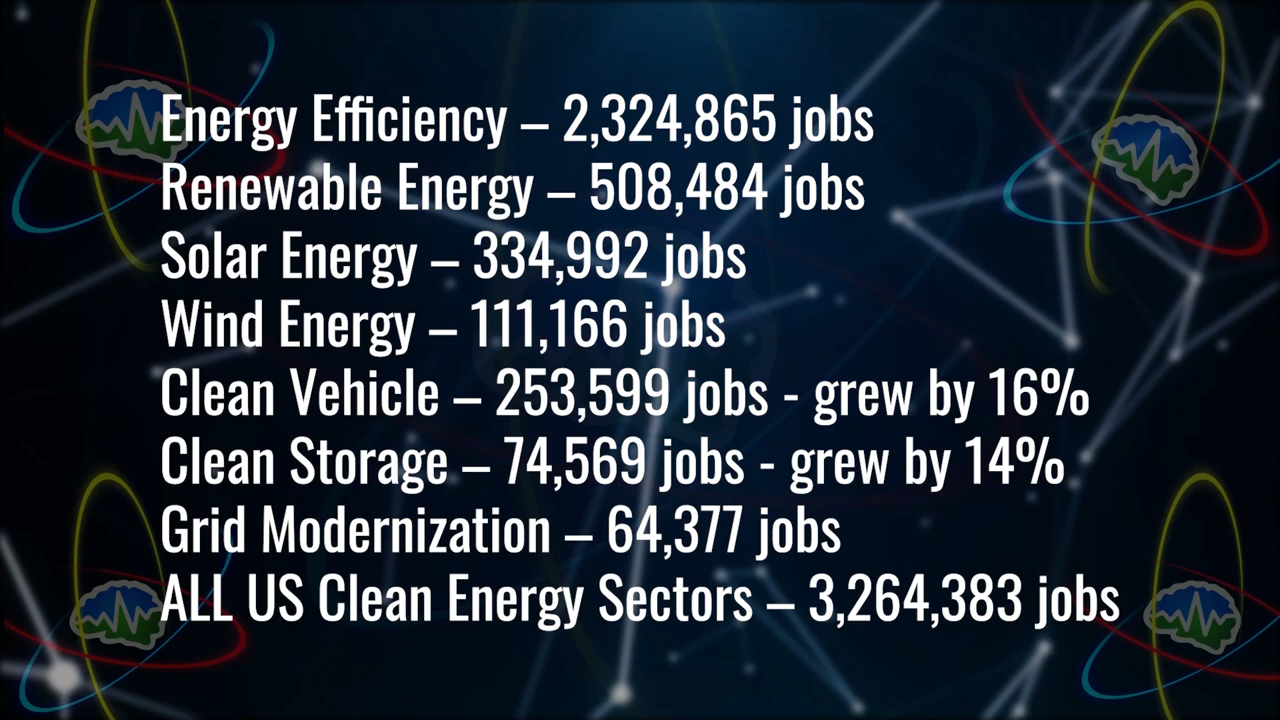 Energy Efficiency – 2,324,865 jobs
Renewable Energy – 508,484 jobs
Solar Energy – 334,992 jobs
Wind Energy – 111,166 jobs
Clean Vehicle – 253,599 jobs - grew by 16%
Clean Storage – 74,569 jobs - grew by 14%
Grid Modernization – 64,377 jobs
ALL US Clean Energy Sectors – 3,264,383 jobs